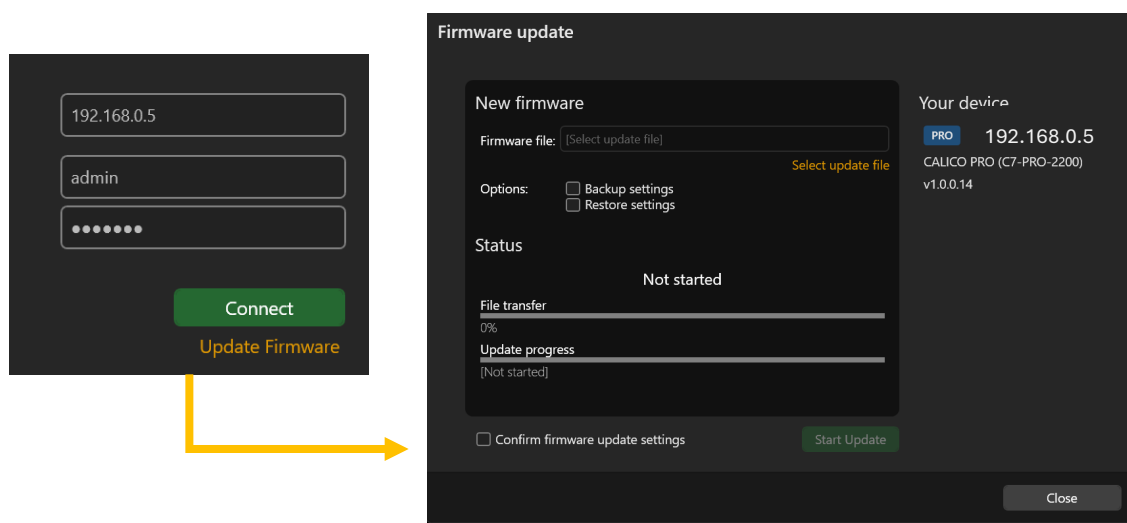 192.168.0.5
admin
●●●●●●●
Connect
Update Firmware
Firmware update
New firmware
Firmware file: [Select update file]
Select update file
Options: Backup settings
Restore settings
Status
Not started
File transfer
0%
Update progress
[Not started]
Confirm firmware update settings
Start Update
Your device
PRO 192.168.0.5
CALICO PRO (C7-PRO-2200)
v1.0.0.14
Close